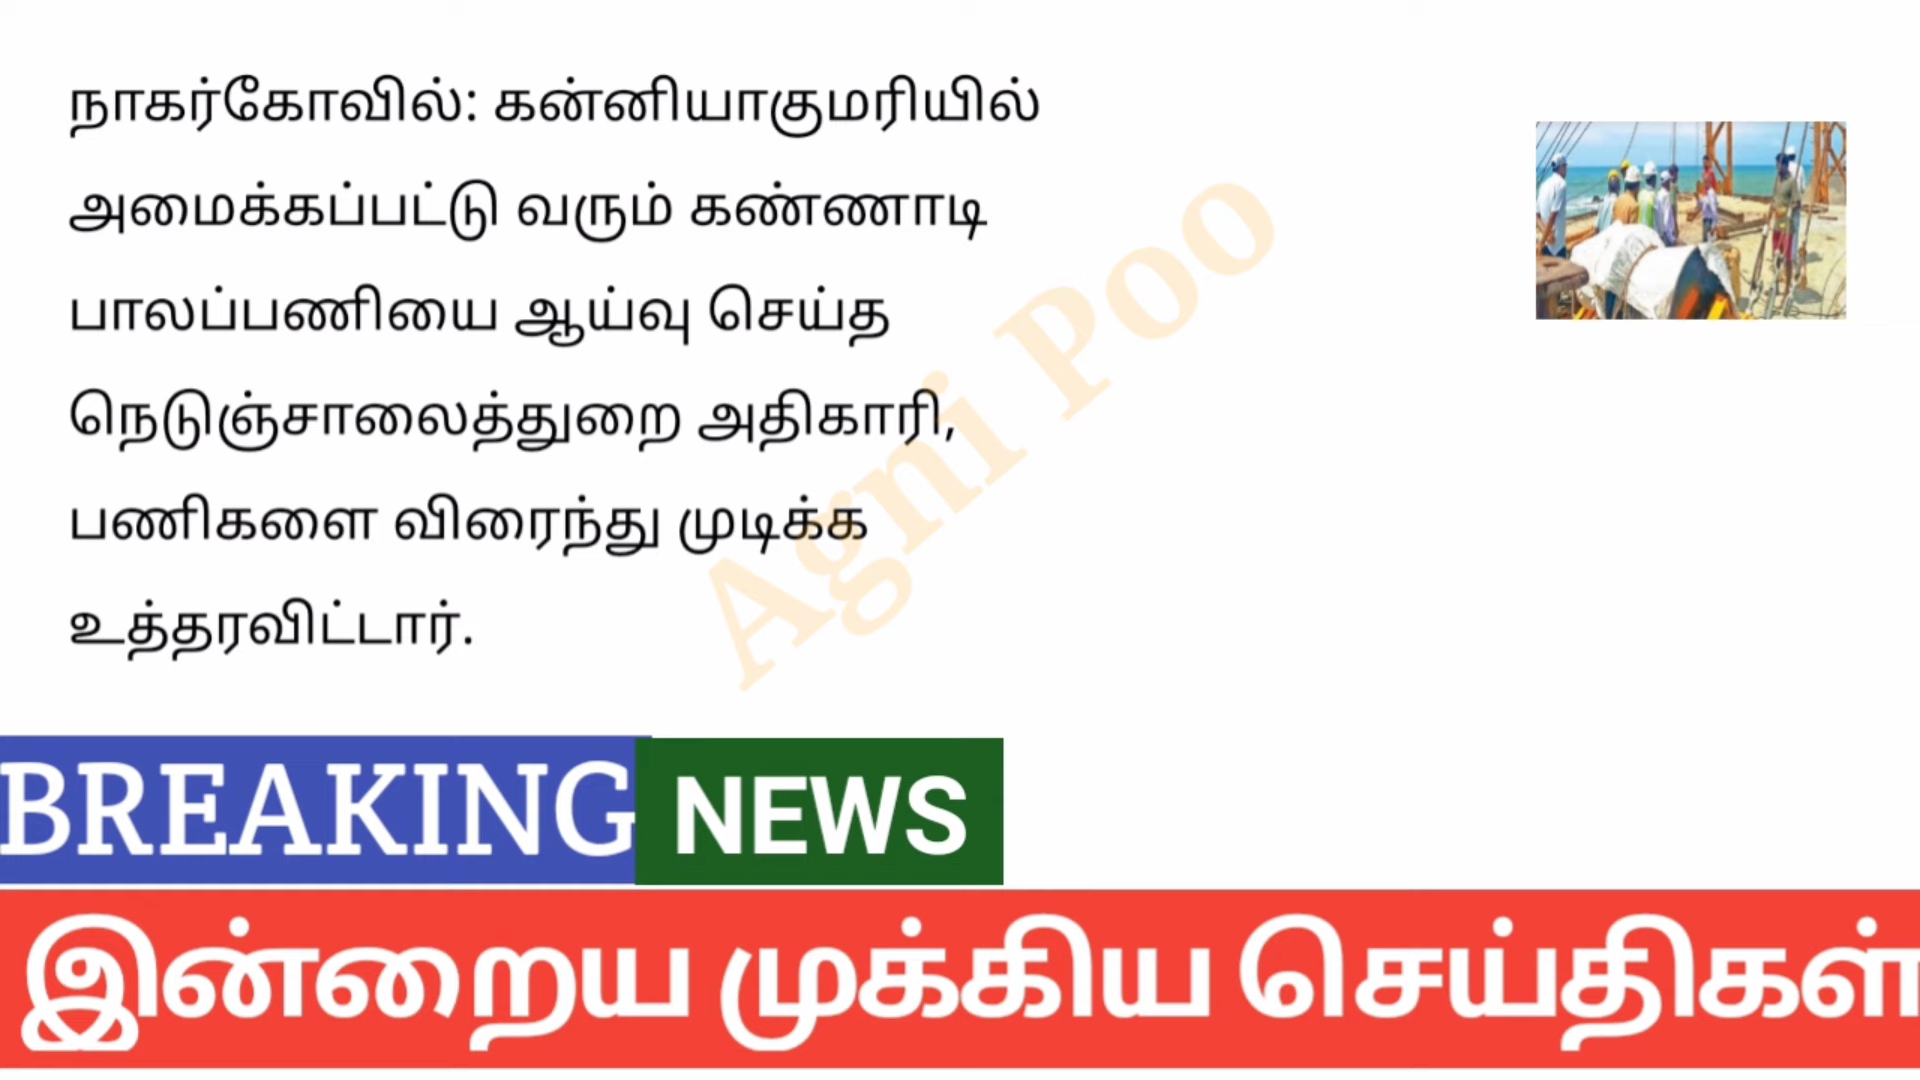 நாகர்கோவில்: கன்னியாகுமரியில்
அமைக்கப்பட்டு வரும் கண்ணாடி
பாலப்பணியை ஆய்வு செய்த
நெடுஞ்சாலைத்துறை அதிகாரி,
பணிகளை விரைந்து முடிக்க
உத்தரவிட்டார்.
Agni Poo
BREAKING NEWS
இன்றைய முக்கிய செய்திகள்